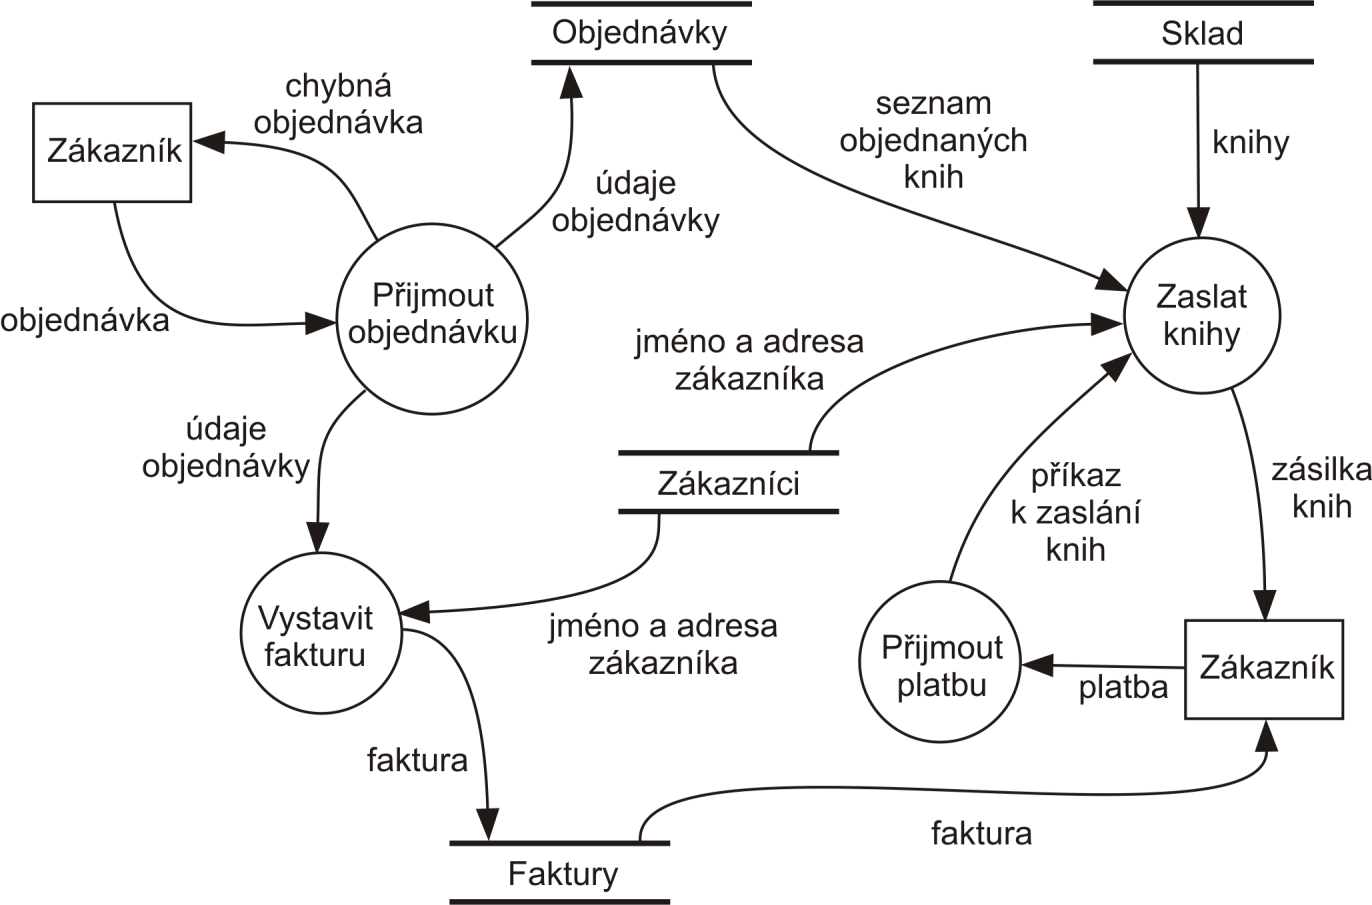 Objednávky
Sklad
chybná
objednávka
Zákazník
seznam
objednaných
knih
knihy
údaje
objednávky
Přijmout
objednávku
objednávka
Zaslat
knihy
jméno a adresa
zákazníka
údaje
objednávky
Zákazníci
příkaz
k zaslání
knih
zásilka
knih
Vystavit
fakturu
jméno a adresa
zákazníka
Přijmout
platbu
platba
Zákazník
faktura
faktura
Faktury